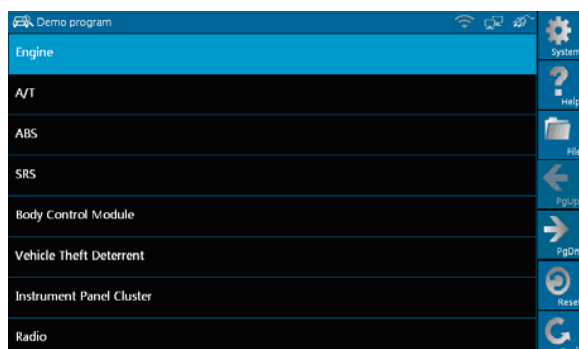 Demo program
Engine
A/T
ABS
SRS
Body Control Module
Vehicle Theft Deterrent
Instrument Panel Cluster
Radio
System
Help
File
PgUp
PgDn
Reset